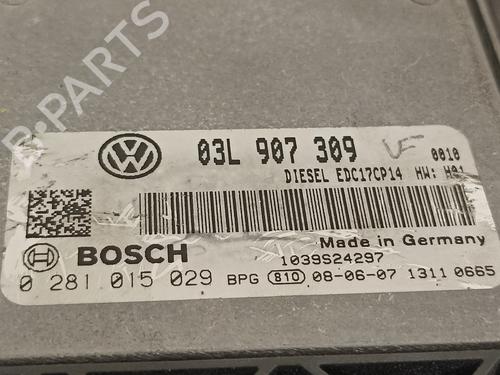 B-PARTS
03L 907 309
0010
DIESEL EDC17CP14 HW: H01
Made in Germany
BOSCH
1039S24297
0 281 015 029 BPG 810 08-06-07 1311 0665